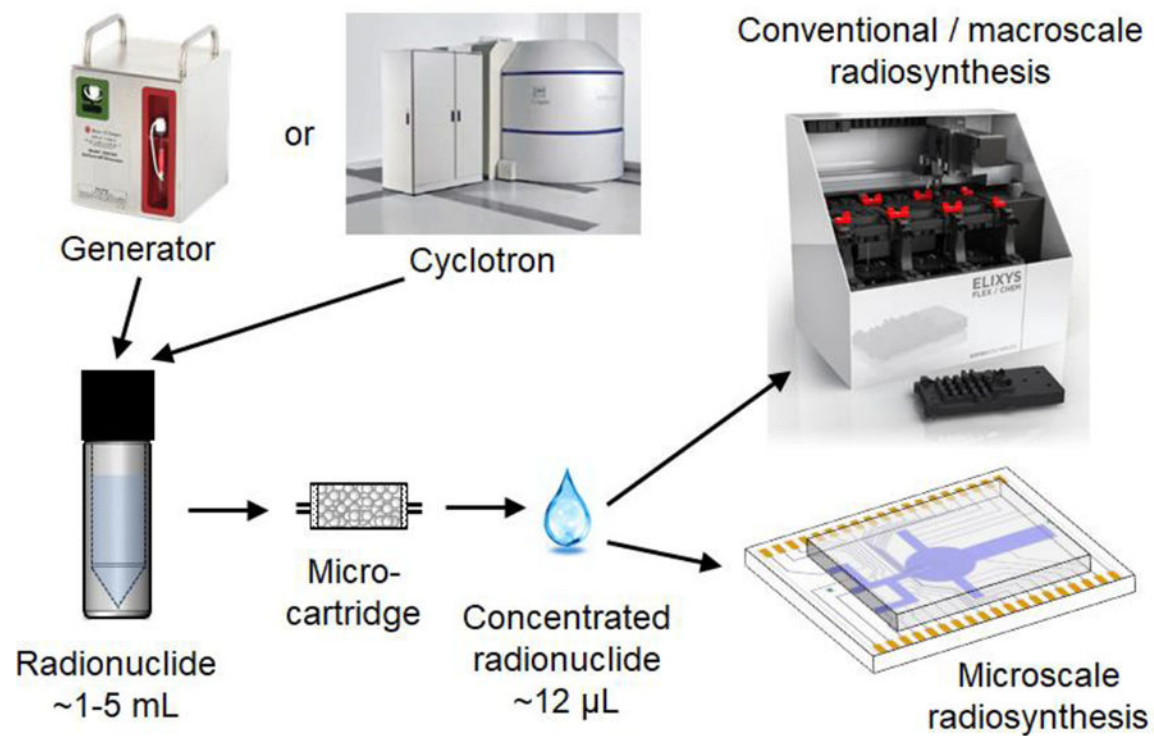 Conventional / macroscale
radiosynthesis
or
Generator
Cyclotron
ELIXYS
FLEX / CHEM
Micro-
cartridge
Concentrated
radionuclide
~12 µL
Radionuclide
~1-5 mL
Microscale
radiosynthesis